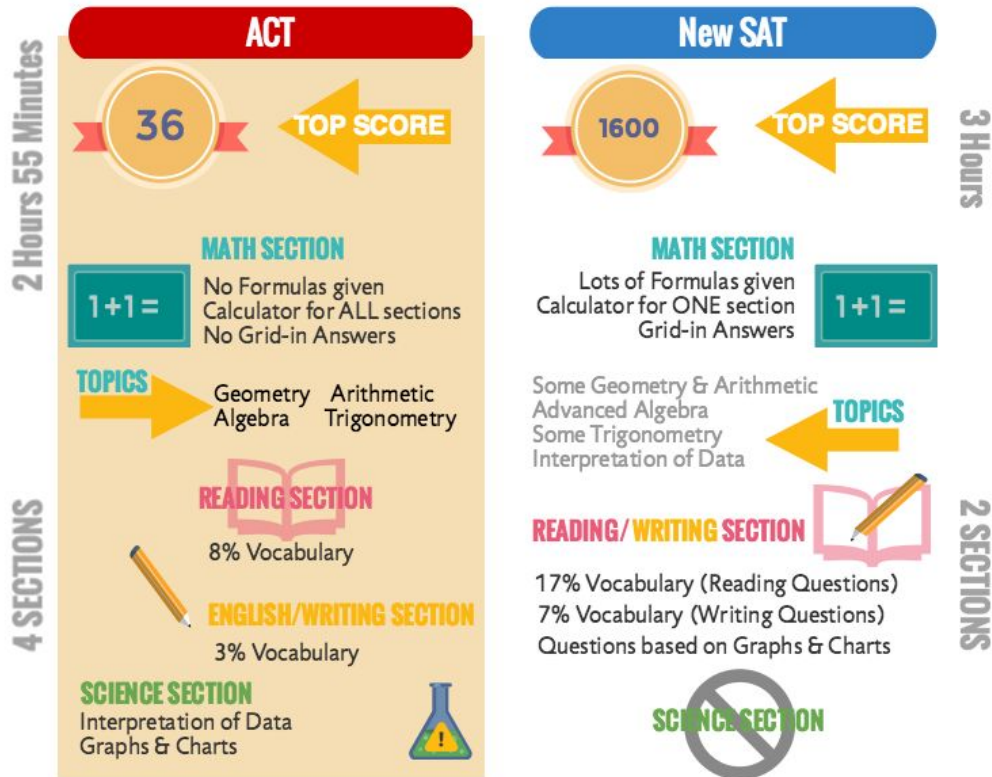 ACT
36
TOP SCORE
2 Hours 55 Minutes
MATH SECTION
1+1=
No Formulas given
Calculator for ALL sections
No Grid-in Answers
TOPICS
Geometry Arithmetic
Algebra Trigonometry
4 SECTIONS
READING SECTION
8% Vocabulary
ENGLISH/WRITING SECTION
3% Vocabulary
SCIENCE SECTION
Interpretation of Data
Graphs & Charts
!
New SAT
1600
TOP SCORE
3 Hours
MATH SECTION
Lots of Formulas given
Calculator for ONE section
Grid-in Answers
1+1=
Some Geometry & Arithmetic
Advanced Algebra
Some Trigonometry
Interpretation of Data
TOPICS
READING/WRITING SECTION
17% Vocabulary (Reading Questions)
7% Vocabulary (Writing Questions)
Questions based on Graphs & Charts
2 SECTIONS
SCIENCE SECTION